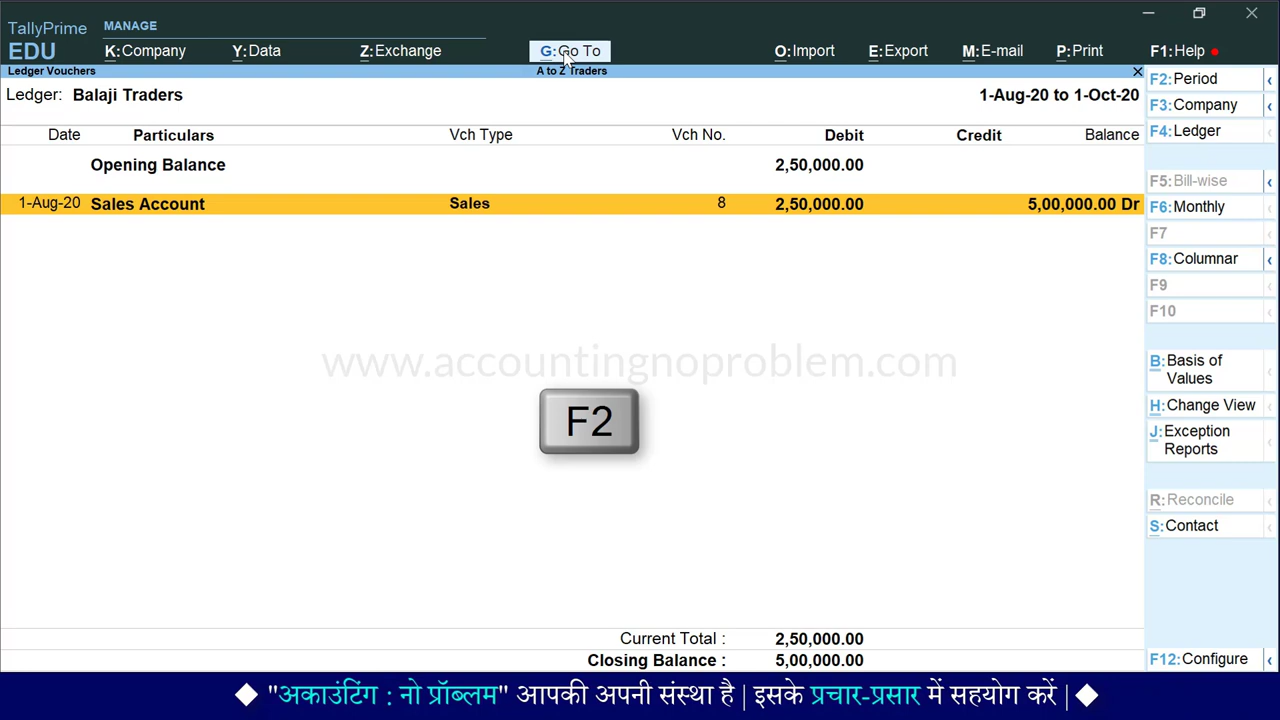 TallyPrime
EDU
MANAGE
K:Company Y:Data Z:Exchange G:Go To O:Import E:Export M:E-mail P:Print F1:Help
Ledger Vouchers A to Z Traders
Ledger: Balaji Traders 1-Aug-20 to 1-Oct-20
Date Particulars Vch Type Vch No. Debit Credit Balance
Opening Balance 2,50,000.00
1-Aug-20 Sales Account Sales 8 2,50,000.00 5,00,000.00 Dr
www.accountingnoproblem.com
F2
Current Total : 2,50,000.00
Closing Balance : 5,00,000.00
F2:Period
F3:Company
F4:Ledger
F5:Bill-wise
F6:Monthly
F7
F8:Columnar
F9
F10
B:Basis of
Values
H:Change View
J:Exception
Reports
R:Reconcile
S:Contact
F12:Configure
"अकाउंटिंग : नो प्रॉब्लम" आपकी अपनी संस्था है | इसके प्रचार-प्रसार में सहयोग करें |